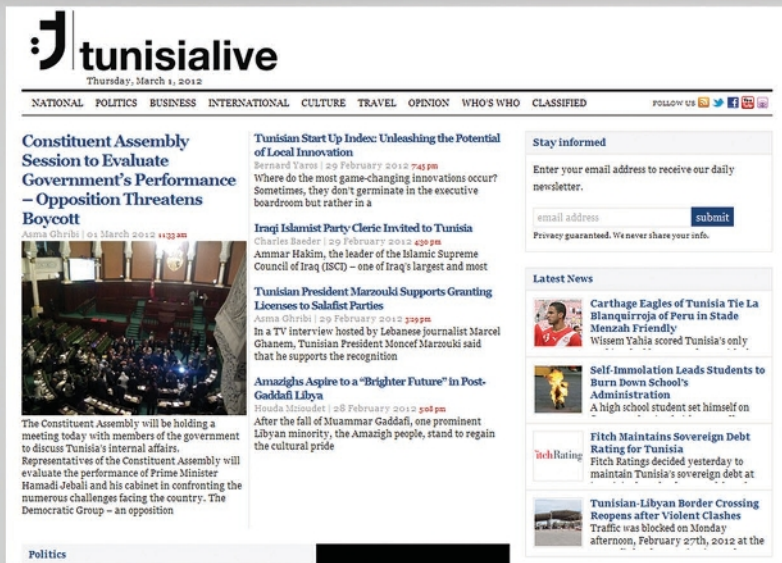 tunisialive
Thursday, March 1, 2012
NATIONAL POLITICS BUSINESS INTERNATIONAL CULTURE TRAVEL OPINION WHO'S WHO CLASSIFIED
FOLLOW US
Constituent Assembly
Session to Evaluate
Government's Performance
– Opposition Threatens
Boycott
Asma Ghribi | 01 March 2012 11:33 am
The Constituent Assembly will be holding a
meeting today with members of the government
to discuss Tunisia's internal affairs.
Representatives of the Constituent Assembly will
evaluate the performance of Prime Minister
Hamadi Jebali and his cabinet in confronting the
numerous challenges facing the country. The
Democratic Group – an opposition
Politics
Tunisian Start Up Index: Unleashing the Potential
of Local Innovation
Bernard Yaros | 29 February 2012 7:45 pm
Where do the most game-changing innovations occur?
Sometimes, they don't germinate in the executive
boardroom but rather in a
Iraqi Islamist Party Cleric Invited to Tunisia
Charles Baeder | 29 February 2012 4:30 pm
Ammar Hakim, the leader of the Islamic Supreme
Council of Iraq (ISCI) – one of Iraq's largest and most
Tunisian President Marzouki Supports Granting
Licenses to Salafist Parties
Asma Ghribi | 29 February 2012 3:29 pm
In a TV interview hosted by Lebanese journalist Marcel
Ghanem, Tunisian President Moncef Marzouki said
that he supports the recognition
Amazighs Aspire to a “Brighter Future” in Post-
Gaddafi Libya
Houda Mzioudet | 28 February 2012 5:08 pm
After the fall of Muammar Gaddafi, one prominent
Libyan minority, the Amazigh people, stand to regain
the cultural pride
Stay informed
Enter your email address to receive our daily
newsletter.
email address submit
Privacy guaranteed. We never share your info.
Latest News
Carthage Eagles of Tunisia Tie La
Blanquirroja of Peru in Stade
Menzah Friendly
Wissem Yahia scored Tunisia's only
Self-Immolation Leads Students to
Burn Down School's
Administration
A high school student set himself on
itchRating
Fitch Maintains Sovereign Debt
Rating for Tunisia
Fitch Ratings decided yesterday to
maintain Tunisia's sovereign debt at
Tunisian-Libyan Border Crossing
Reopens after Violent Clashes
Traffic was blocked on Monday
afternoon, February 27th, 2012 at the